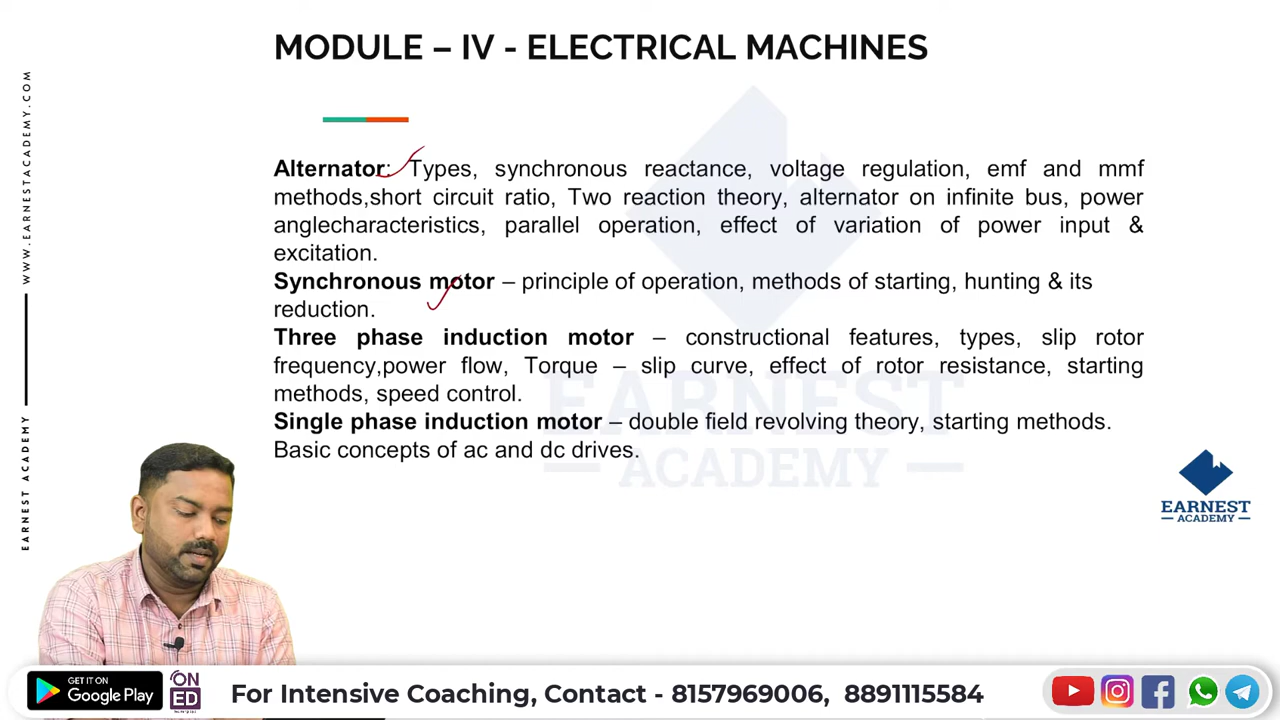 MODULE – IV - ELECTRICAL MACHINES
WWW.EARNESTACADEMY.COM
EARNEST ACADEMY
Alternator: Types, synchronous reactance, voltage regulation, emf and mmf
methods,short circuit ratio, Two reaction theory, alternator on infinite bus, power
anglecharacteristics, parallel operation, effect of variation of power input &
excitation.
Synchronous motor – principle of operation, methods of starting, hunting & its
reduction.
Three phase induction motor – constructional features, types, slip rotor
frequency,power flow, Torque – slip curve, effect of rotor resistance, starting
methods, speed control.
Single phase induction motor – double field revolving theory, starting methods.
Basic concepts of ac and dc drives.
EARNEST
ACADEMY
EARNEST
ACADEMY
GET IT ON
Google Play
ON
ED
For Intensive Coaching, Contact - 8157969006, 8891115584